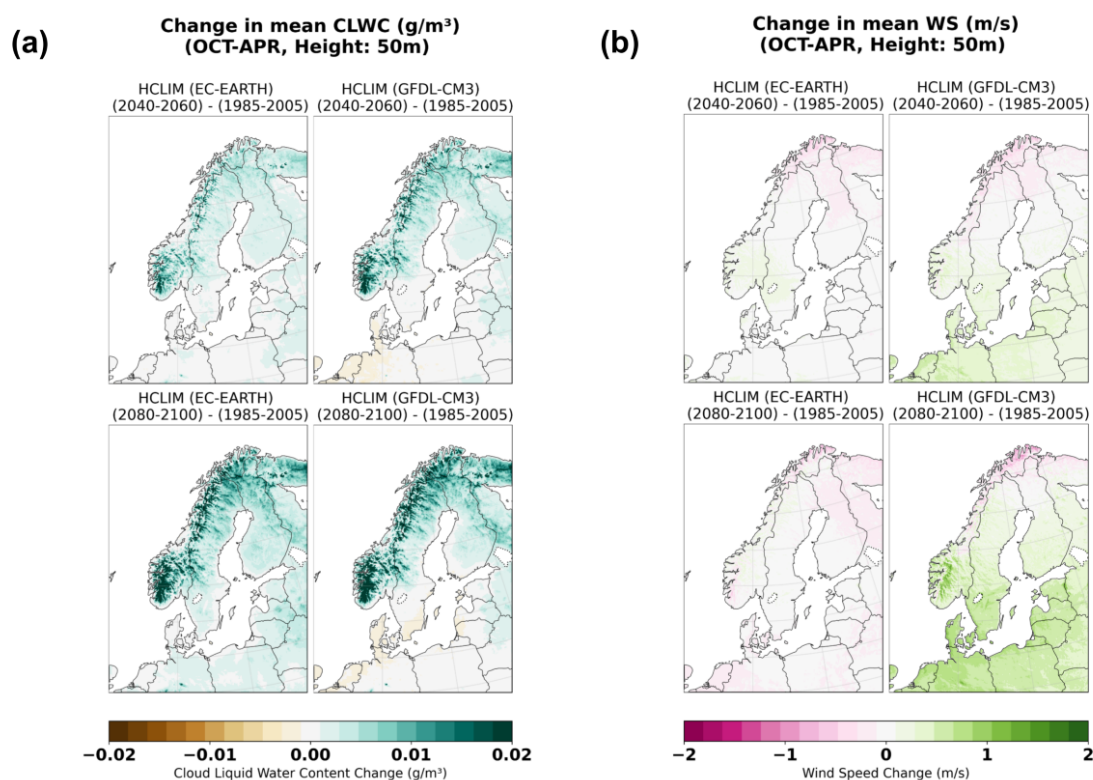 (a)
Change in mean CLWC (g/m³)
(OCT-APR, Height: 50m)
HCLIM (EC-EARTH)
(2040-2060) - (1985-2005)
HCLIM (GFDL-CM3)
(2040-2060) - (1985-2005)
HCLIM (EC-EARTH)
(2080-2100) - (1985-2005)
HCLIM (GFDL-CM3)
(2080-2100) - (1985-2005)
−0.02 −0.01 0.00 0.01 0.02
Cloud Liquid Water Content Change (g/m³)
(b)
Change in mean WS (m/s)
(OCT-APR, Height: 50m)
HCLIM (EC-EARTH)
(2040-2060) - (1985-2005)
HCLIM (GFDL-CM3)
(2040-2060) - (1985-2005)
HCLIM (EC-EARTH)
(2080-2100) - (1985-2005)
HCLIM (GFDL-CM3)
(2080-2100) - (1985-2005)
−2 −1 0 1 2
Wind Speed Change (m/s)